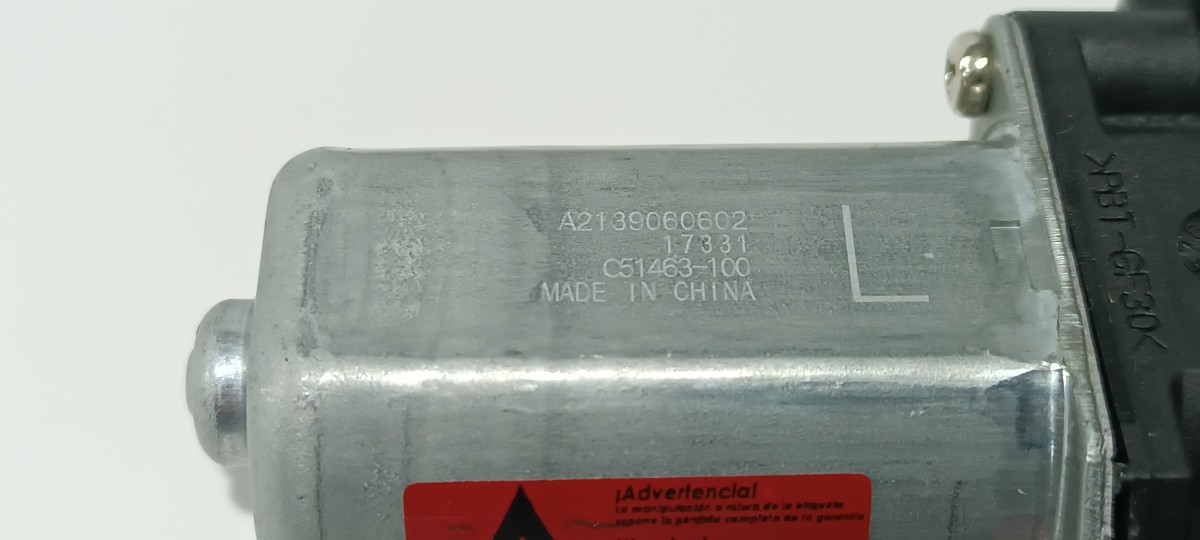 A2139060602
17331
C51463-100
MADE IN CHINA
L
>PBT-GF30<
¡Advertencia!
La manipulación o rotura de la etiqueta
supone la pérdida completa de la garantía